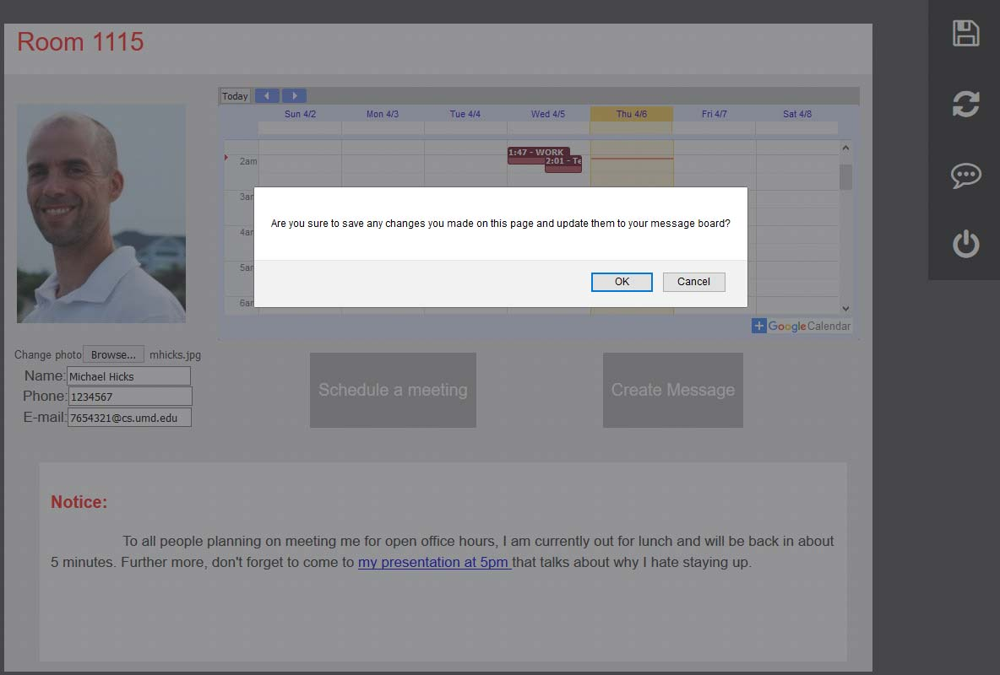 Room 1115
Today
Sun 4/2 Mon 4/3 Tue 4/4 Wed 4/5 Thu 4/6 Fri 4/7 Sat 4/8
1:47 - WORK
2am
2:01 - Te
3am
Are you sure to save any changes you made on this page and update them to your message board?
4am
5am
OK Cancel
6am
+ Google Calendar
Change photo Browse... mhicks.jpg
Name: Michael Hicks
Phone: 1234567
E-mail: 7654321@cs.umd.edu
Schedule a meeting Create Message
Notice:
To all people planning on meeting me for open office hours, I am currently out for lunch and will be back in about
5 minutes. Further more, don't forget to come to my presentation at 5pm that talks about why I hate staying up.